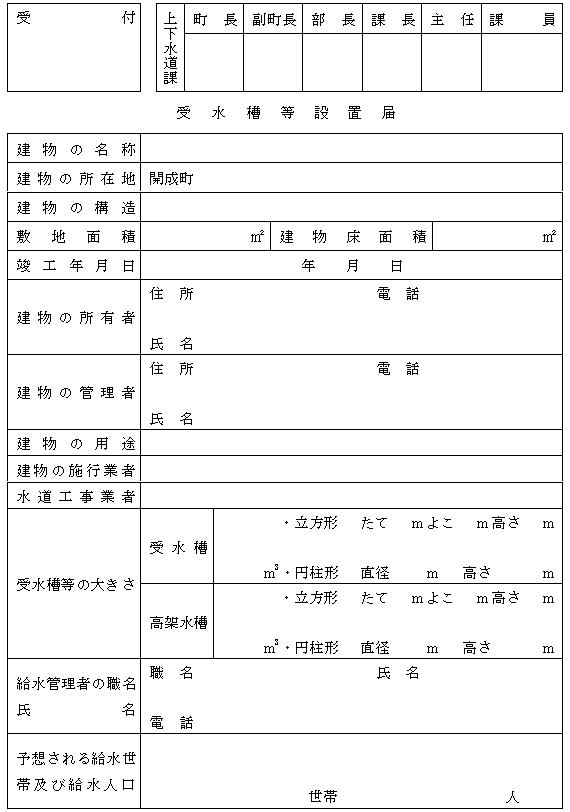 受付
上下水道課
町長 副町長 部長 課長 主任 課員
受水槽等設置届
建物の名称
建物の所在地 開成町
建物の構造
敷地面積 ㎡ 建物床面積 ㎡
竣工年月日 年 月 日
建物の所有者
住所 電話
氏名
建物の管理者
住所 電話
氏名
建物の用途
建物の施行業者
水道工事業者
受水槽等の大きさ
受水槽
・立方形 たて mよこ m高さ m
m³・円柱形 直径 m 高さ m
高架水槽
・立方形 たて mよこ m高さ m
m³・円柱形 直径 m 高さ m
給水管理者の職名
氏名
職名 氏名
電話
予想される給水世
帯及び給水人口
世帯 人